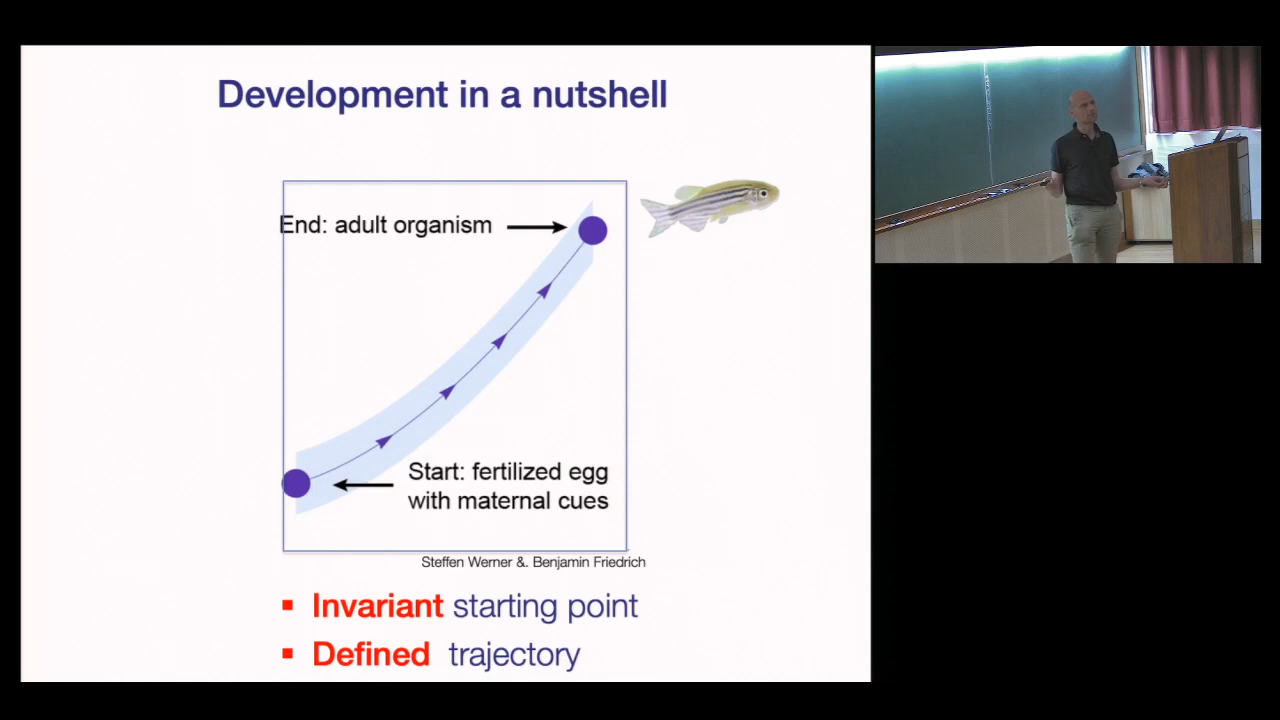 Development in a nutshell
End: adult organism
Start: fertilized egg
with maternal cues
Steffen Werner &. Benjamin Friedrich
▪ Invariant starting point
▪ Defined trajectory